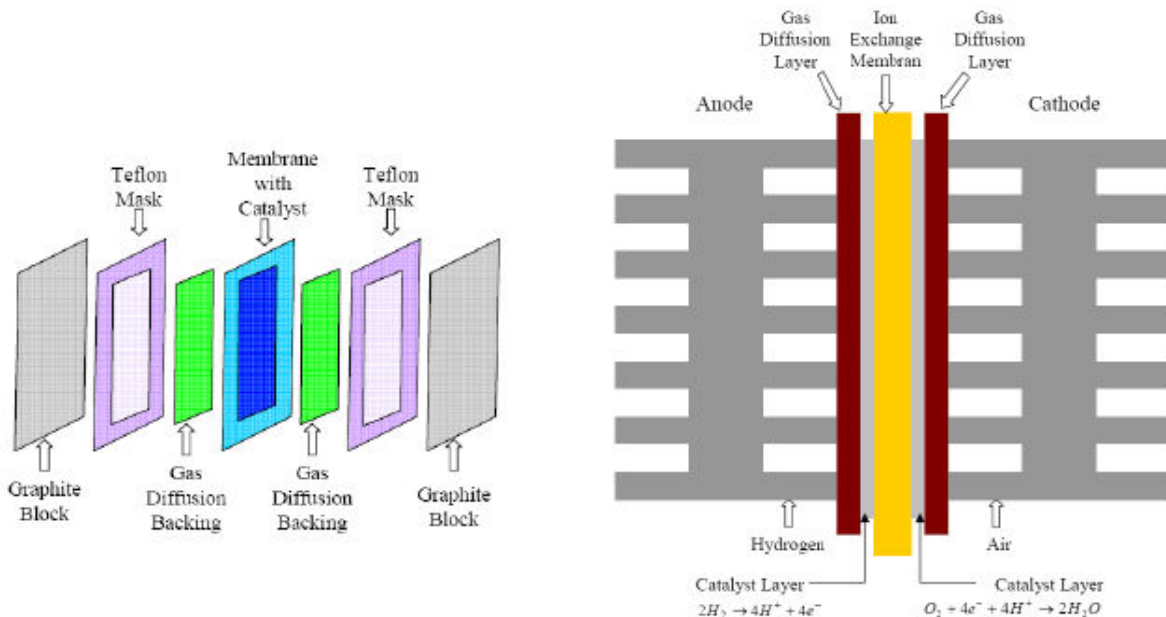 Teflon
Mask
Membrane
with
Catalyst
Teflon
Mask
Graphite
Block
Gas
Diffusion
Backing
Gas
Diffusion
Backing
Graphite
Block
Gas
Diffusion
Layer
Ion
Exchange
Membran
Gas
Diffusion
Layer
Anode
Cathode
Hydrogen
Air
Catalyst Layer
2H₂ → 4H⁺ + 4e⁻
Catalyst Layer
O₂ + 4e⁻ + 4H⁺ → 2H₂O